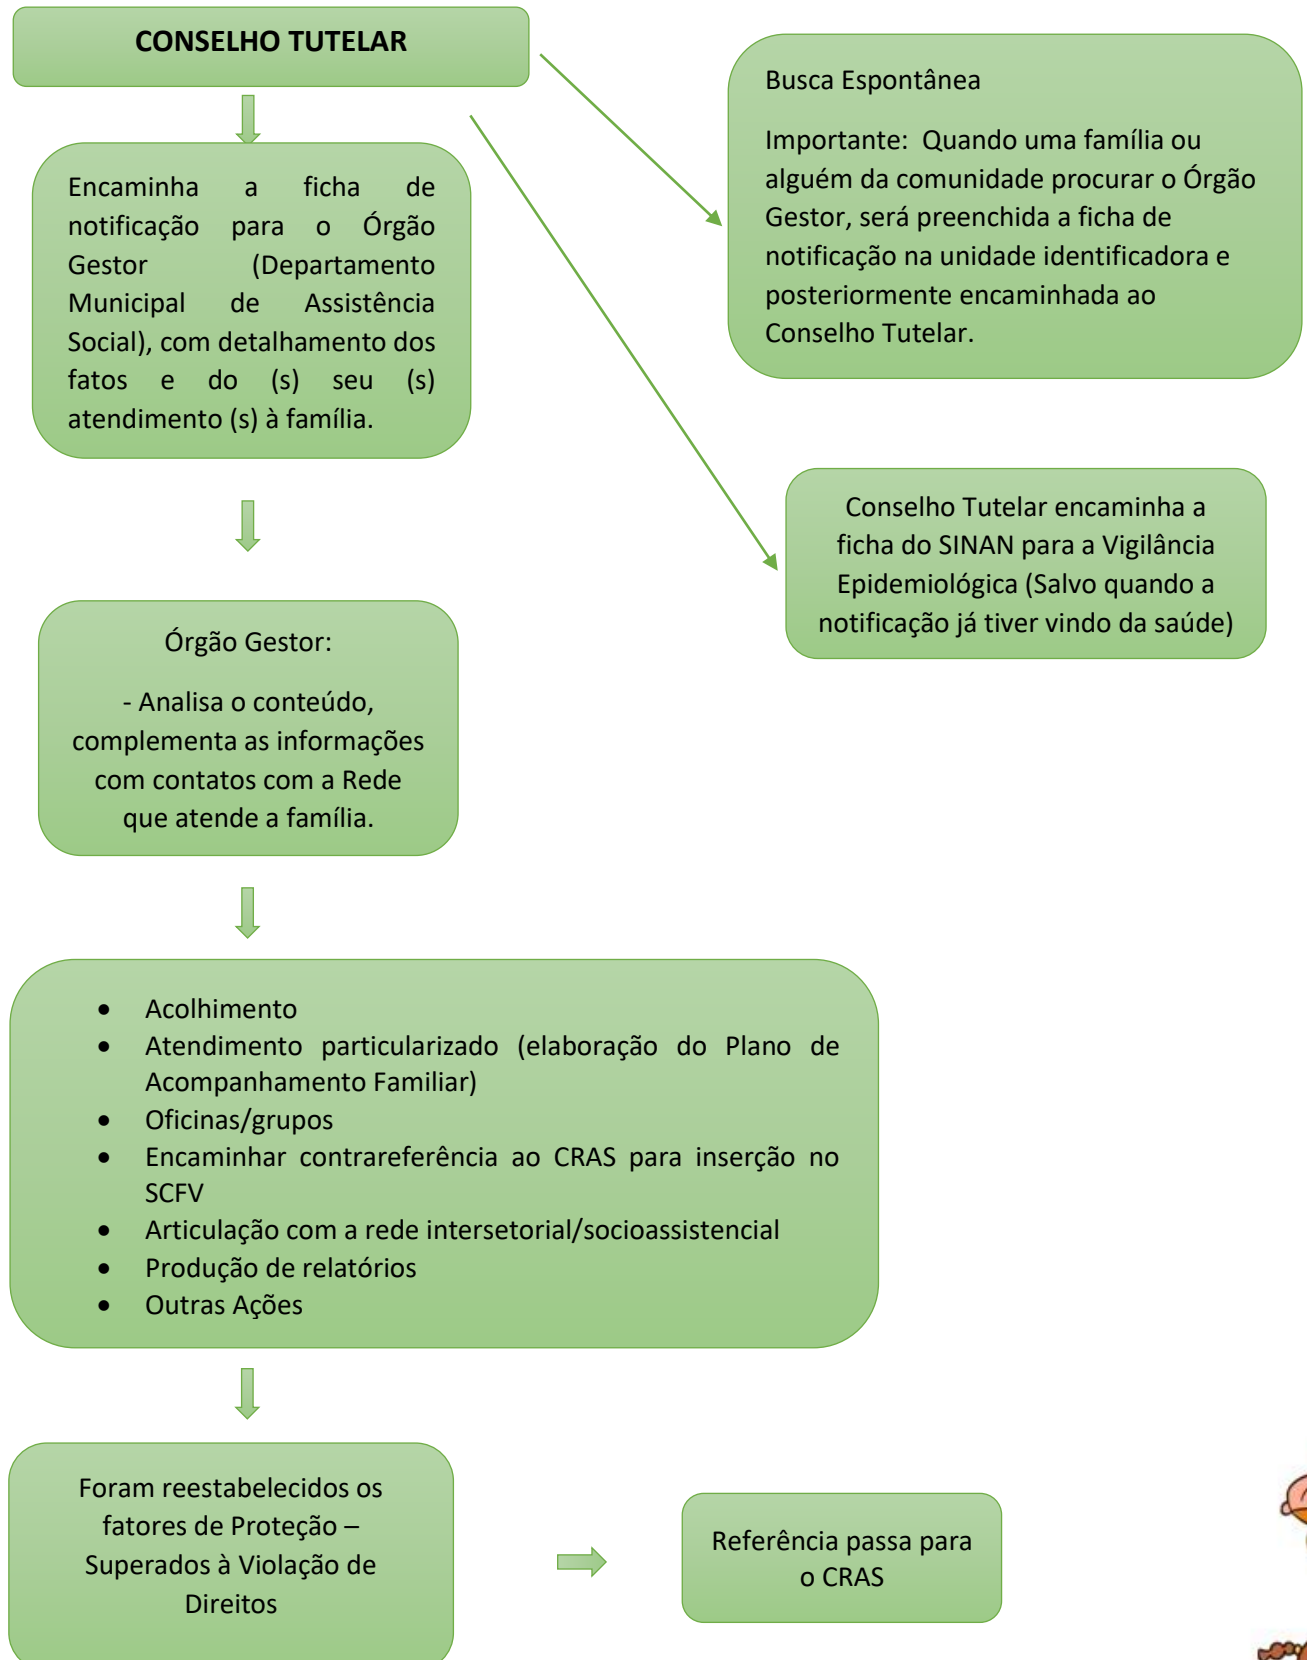 CONSELHO TUTELAR
Encaminha a ficha de
notificação para o Órgão
Gestor (Departamento
Municipal de Assistência
Social), com detalhamento dos
fatos e do (s) seu (s)
atendimento (s) à família.
Busca Espontânea
Importante: Quando uma família ou
alguém da comunidade procurar o Órgão
Gestor, será preenchida a ficha de
notificação na unidade identificadora e
posteriormente encaminhada ao
Conselho Tutelar.
Conselho Tutelar encaminha a
ficha do SINAN para a Vigilância
Epidemiológica (Salvo quando a
notificação já tiver vindo da saúde)
Órgão Gestor:
- Analisa o conteúdo,
complementa as informações
com contatos com a Rede
que atende a família.
• Acolhimento
• Atendimento particularizado (elaboração do Plano de
Acompanhamento Familiar)
• Oficinas/grupos
• Encaminhar contrareferência ao CRAS para inserção no
SCFV
• Articulação com a rede intersetorial/socioassistencial
• Produção de relatórios
• Outras Ações
Foram reestabelecidos os
fatores de Proteção –
Superados à Violação de
Direitos
Referência passa para
o CRAS